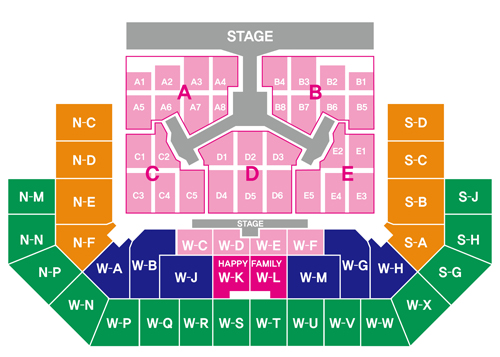 STAGE
A1 A2 A3 A4
A
A5 A6 A7 A8
B4 B3 B2 B1
B
B8 B7 B6 B5
N-C
N-D
N-E
N-F
N-M
N-N
N-P
C1 C2
C
C3 C4 C5
D1 D2 D3
D
D4 D5 D6
E2 E1
E
E5 E4 E3
S-D
S-C
S-B
S-A
S-J
S-H
S-G
STAGE
W-C W-D W-E W-F
W-A W-B W-J
HAPPY FAMILY
W-K W-L
W-M W-G W-H
W-N W-P W-Q W-R W-S W-T W-U W-V W-W W-X